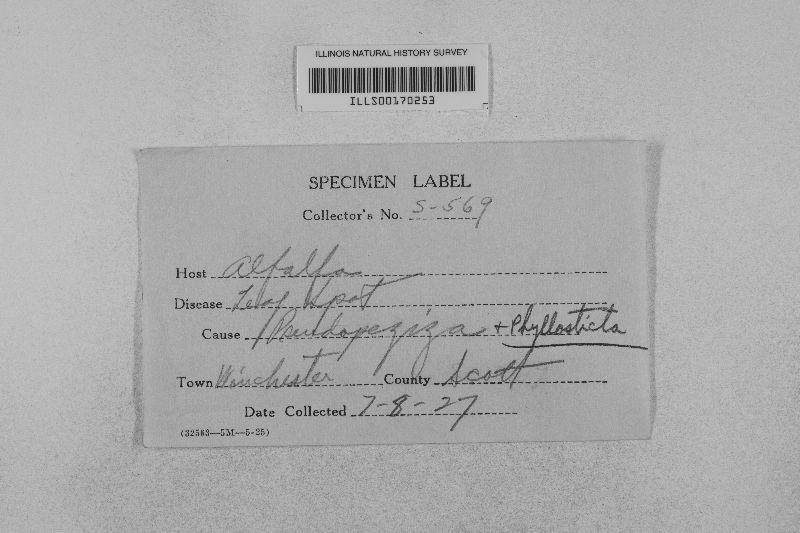 ILLINOIS NATURAL HISTORY SURVEY
ILLS00170253
SPECIMEN LABEL
Collector's No. S-569
Host Alfalfa
Disease Leaf Spot
Cause Pseudopeziza + Phyllosticta
Town Winchester County Scott
Date Collected 7-8-27
(32563—5M—5-25)